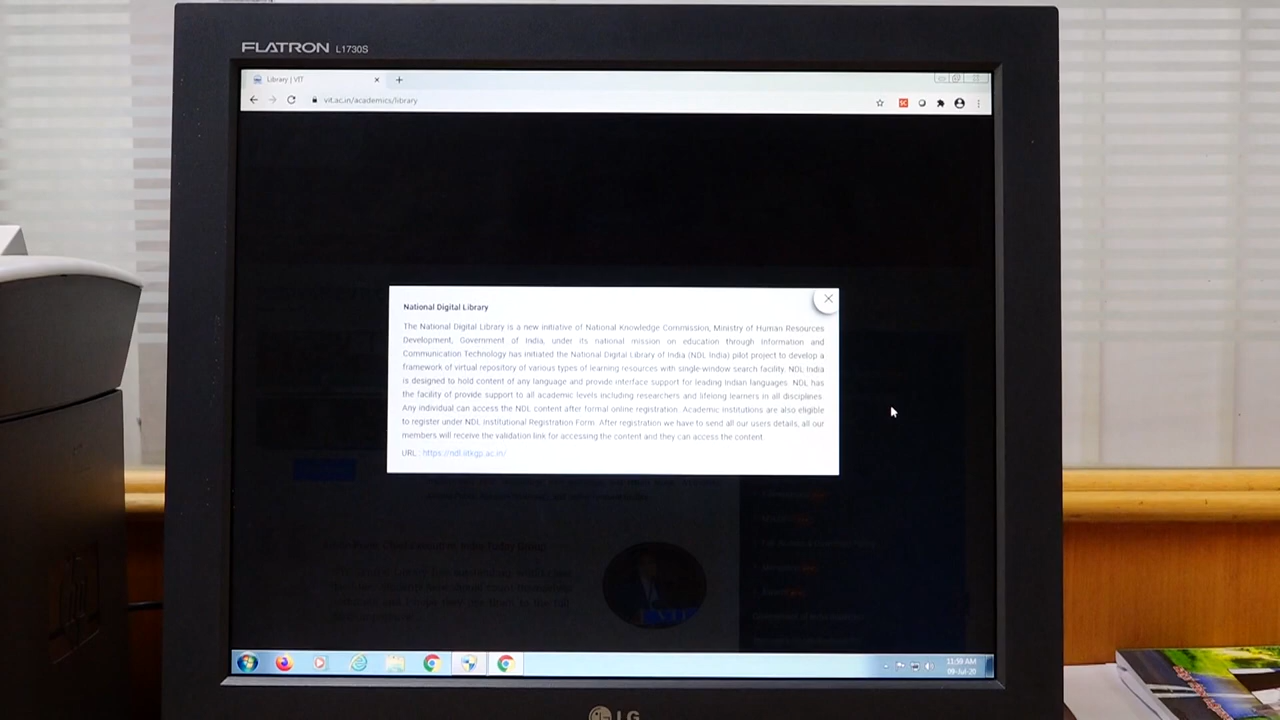 FLATRON L1730S
Library | VIT
vit.ac.in/academics/library
National Digital Library
The National Digital Library is a new initiative of National Knowledge Commission, Ministry of Human Resources
Development, Government of India, under its national mission on education through Information and
Communication Technology has initiated the National Digital Library of India (NDL India) pilot project to develop a
framework of virtual repository of various types of learning resources with single-window search facility. NDL India
is designed to hold content of any language and provide interface support for leading Indian languages. NDL has
the facility of provide support to all academic levels including researchers and lifelong learners in all disciplines.
Any individual can access the NDL content after formal online registration. Academic institutions are also eligible
to register under NDL Institutional Registration Form. After registration we have to send all our users details, all our
members will receive the validation link for accessing the content and they can access the content.
URL : https://ndl.iitkgp.ac.in/
11:59 AM
09-Jul-20
LG